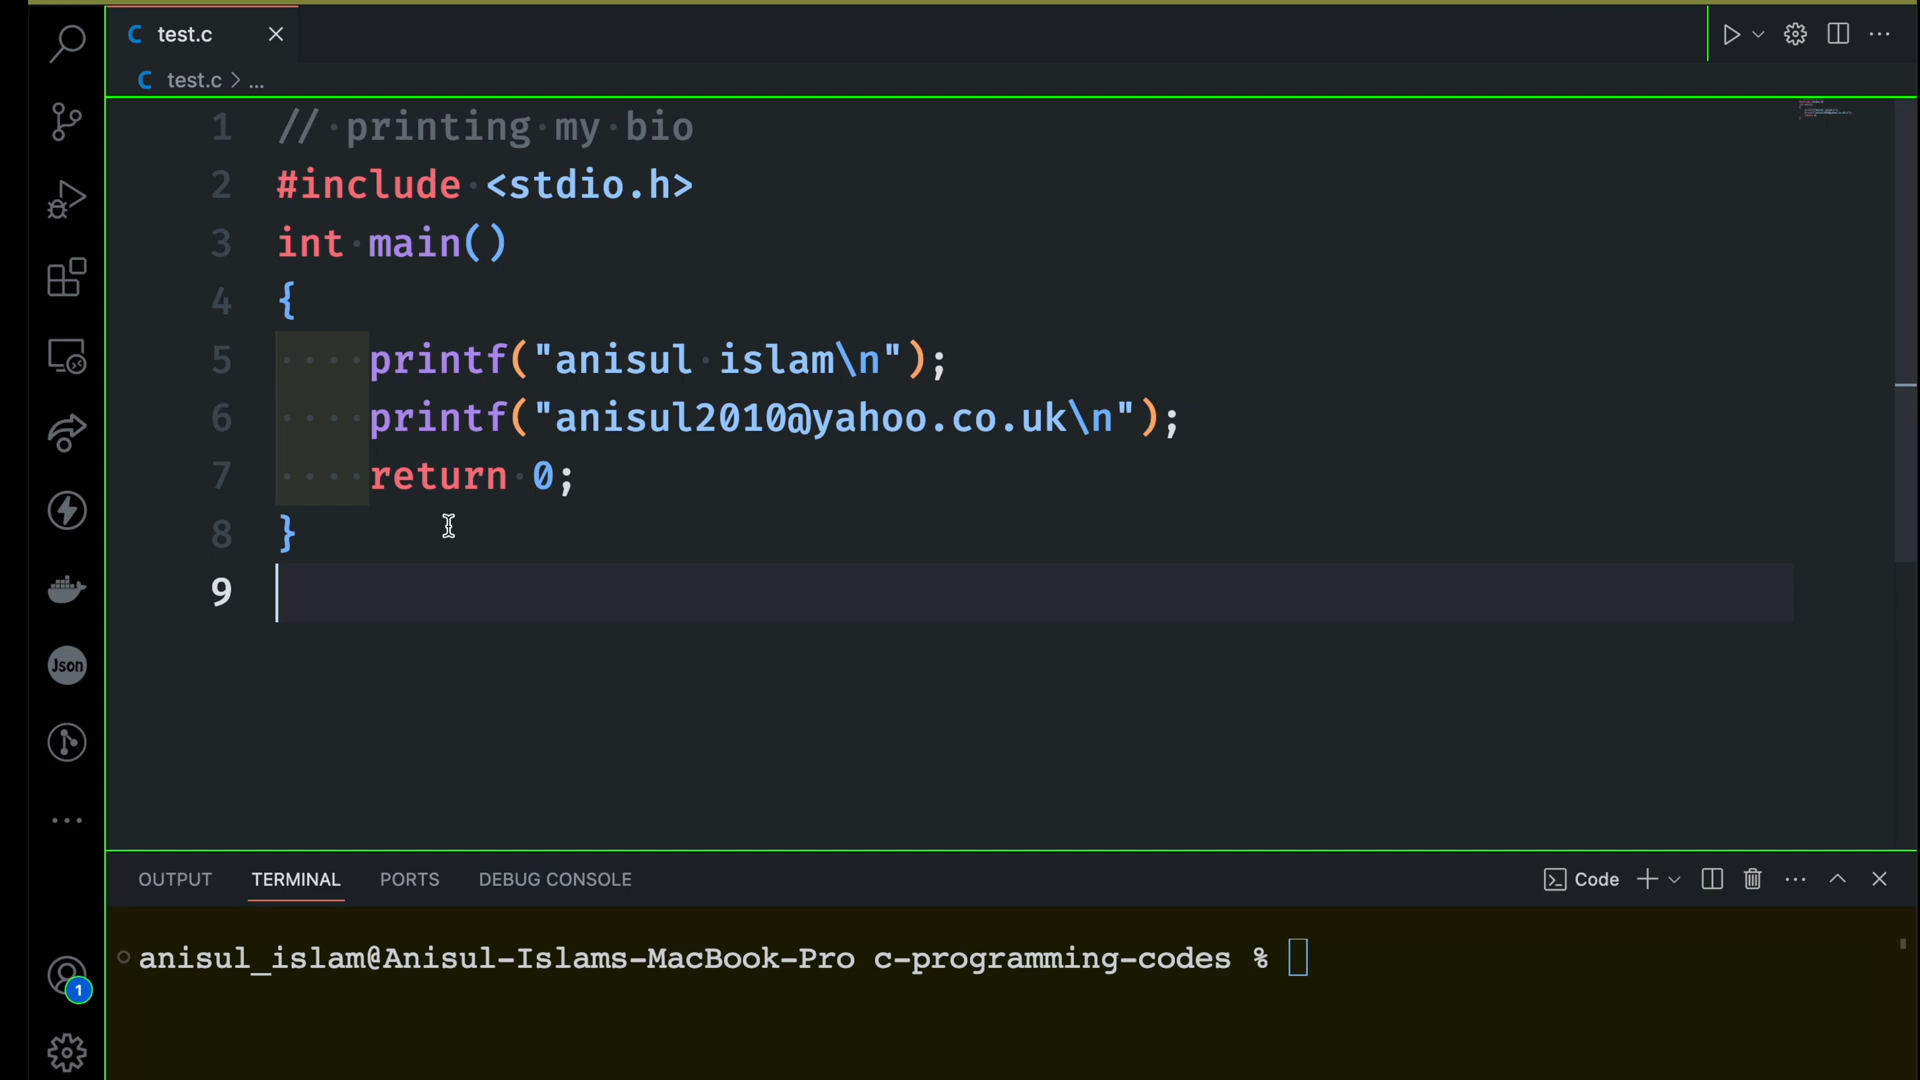 C test.c
C test.c > ...
1 // printing my bio
2 #include <stdio.h>
3 int main()
4 {
5 printf("anisul islam\n");
6 printf("anisul2010@yahoo.co.uk\n");
7 return 0;
8 }
9
Json
1
OUTPUT TERMINAL PORTS DEBUG CONSOLE Code
anisul_islam@Anisul-Islams-MacBook-Pro c-programming-codes %